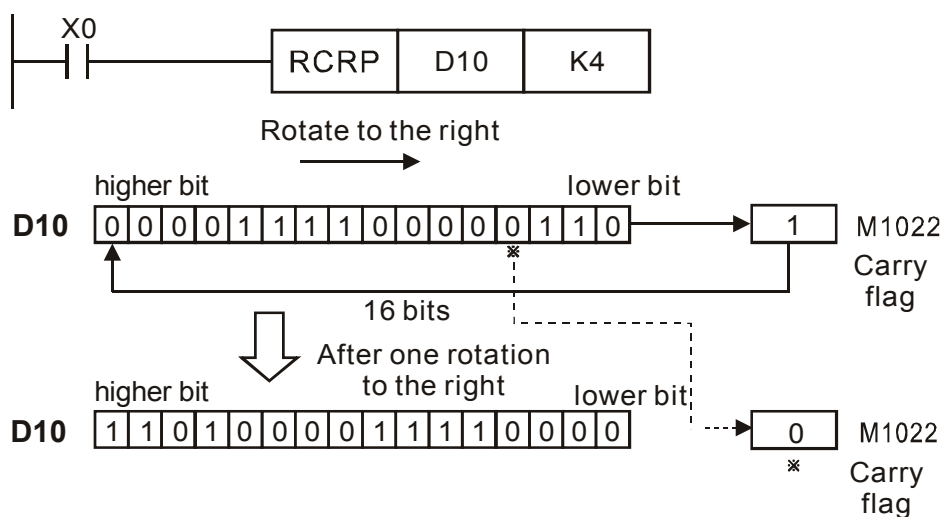 X0
RCRP D10 K4
Rotate to the right
higher bit lower bit
D10 0 0 0 0 1 1 1 1 0 0 0 0 0 1 1 0 1 M1022
※
Carry
flag
16 bits
After one rotation
to the right
higher bit lower bit
D10 1 1 0 1 0 0 0 0 1 1 1 1 0 0 0 0 0 M1022
※
Carry
flag